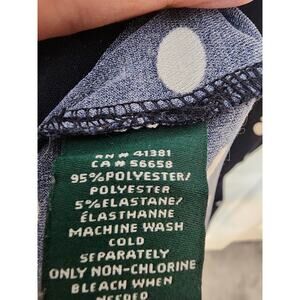 RN # 41381
CA # 56658
95% POLYESTER/
POLYESTER
5% ELASTANE/
ÉLASTHANNE
MACHINE WASH
COLD
SEPARATELY
ONLY NON-CHLORINE
BLEACH WHEN
NEEDED